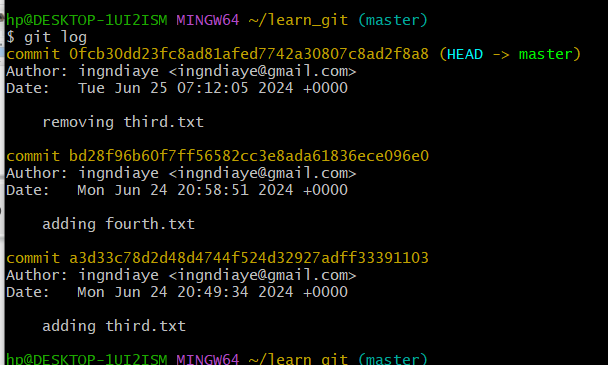 hp@DESKTOP-1UI2ISM MINGW64 ~/learn_git (master)
$ git log
commit 0fcb30dd23fc8ad81afed7742a30807c8ad2f8a8 (HEAD -> master)
Author: ingndiaye <ingndiaye@gmail.com>
Date:   Tue Jun 25 07:12:05 2024 +0000
    removing third.txt
commit bd28f96b60f7ff56582cc3e8ada61836ece096e0
Author: ingndiaye <ingndiaye@gmail.com>
Date:   Mon Jun 24 20:58:51 2024 +0000
    adding fourth.txt
commit a3d33c78d2d48d4744f524d32927adff33391103
Author: ingndiaye <ingndiaye@gmail.com>
Date:   Mon Jun 24 20:49:34 2024 +0000
    adding third.txt
hp@DESKTOP-1UI2ISM MINGW64 ~/learn_git (master)